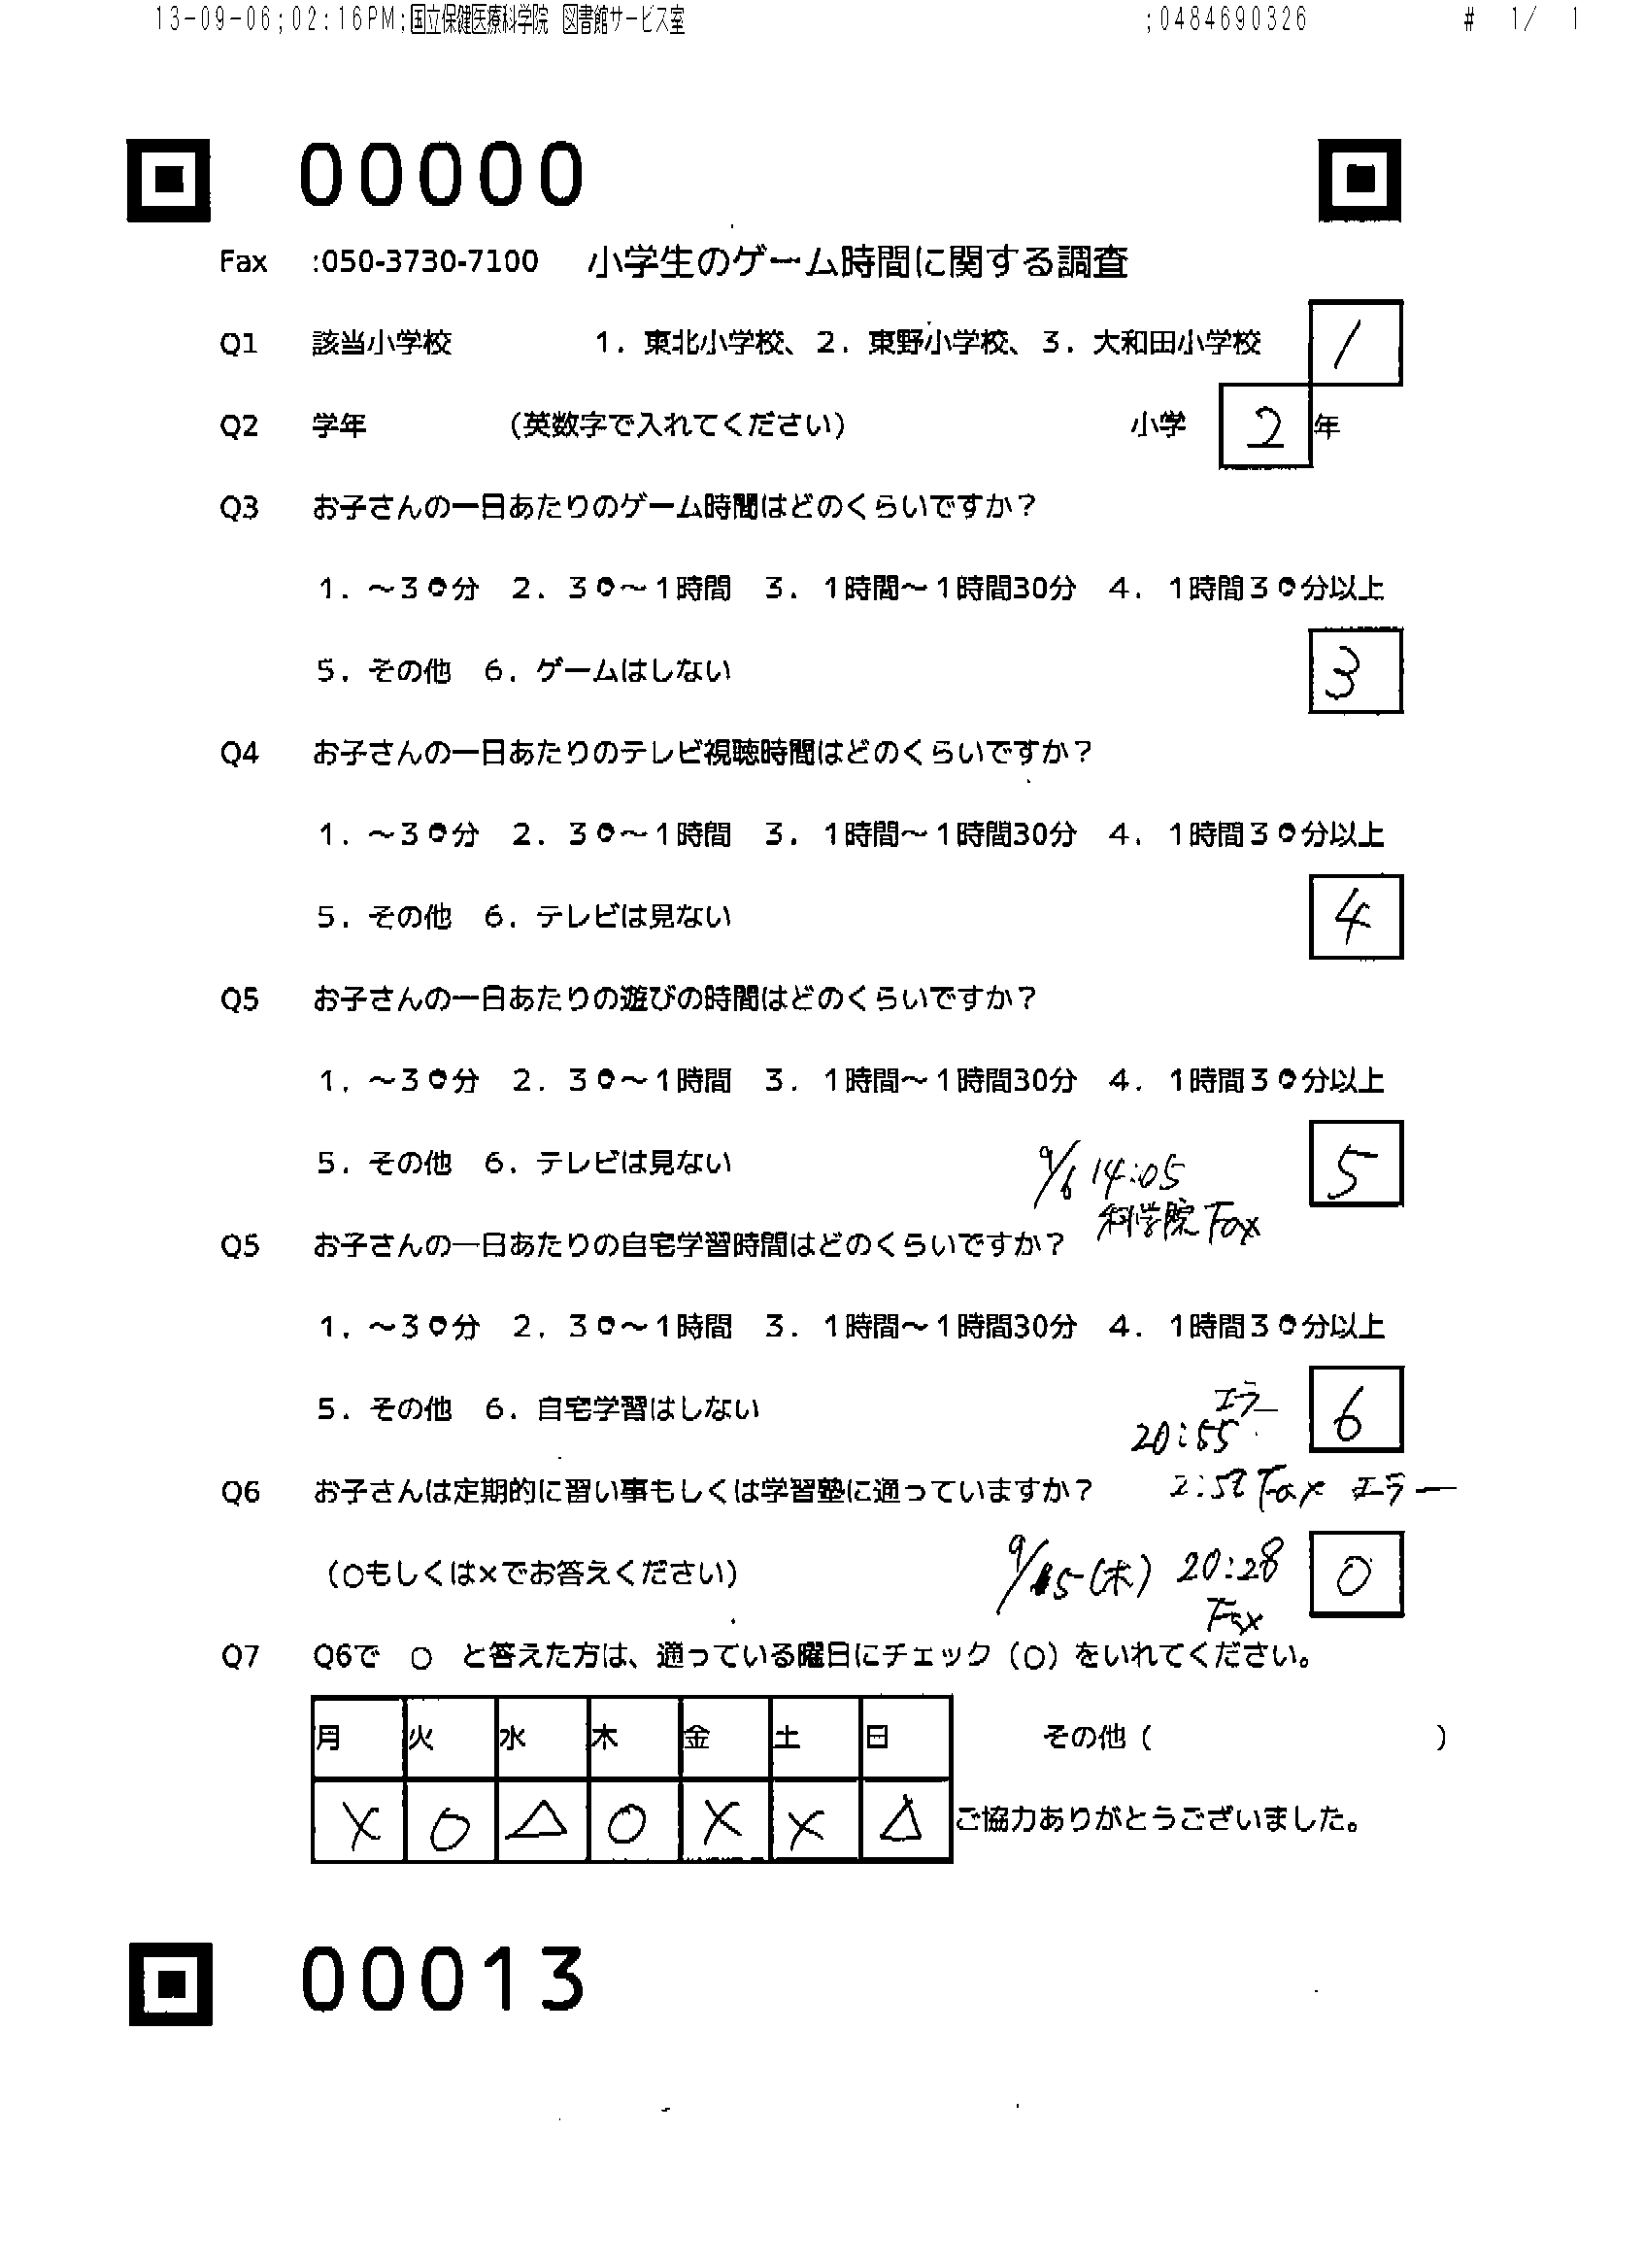 13-09-06;02:16PM;国立保健医療科学院 図書館サービス室 ;0484690326 # 1/ 1
00000
Fax :050-3730-7100 小学生のゲーム時間に関する調査
Q1 該当小学校 1．東北小学校、2．東野小学校、3．大和田小学校 1
Q2 学年 （英数字で入れてください） 小学 2 年
Q3 お子さんの一日あたりのゲーム時間はどのくらいですか？
1．～30分 2．30～1時間 3．1時間～1時間30分 4．1時間30分以上
5．その他 6．ゲームはしない 3
Q4 お子さんの一日あたりのテレビ視聴時間はどのくらいですか？
1．～30分 2．30～1時間 3．1時間～1時間30分 4．1時間30分以上
5．その他 6．テレビは見ない 4
Q5 お子さんの一日あたりの遊びの時間はどのくらいですか？
1．～30分 2．30～1時間 3．1時間～1時間30分 4．1時間30分以上
5．その他 6．テレビは見ない 9/6 14:05 5
科学院 Fax
Q5 お子さんの一日あたりの自宅学習時間はどのくらいですか？
1．～30分 2．30～1時間 3．1時間～1時間30分 4．1時間30分以上
5．その他 6．自宅学習はしない エラー 6
20:55
Q6 お子さんは定期的に習い事もしくは学習塾に通っていますか？ Fax エラー
（○もしくは×でお答えください） 9/5(木) 20:28 ○
Fax
Q7 Q6で ○ と答えた方は、通っている曜日にチェック（○）をいれてください。
月 火 水 木 金 土 日 その他（ ）
× ○ △ ○ × × △ ご協力ありがとうございました。
00013